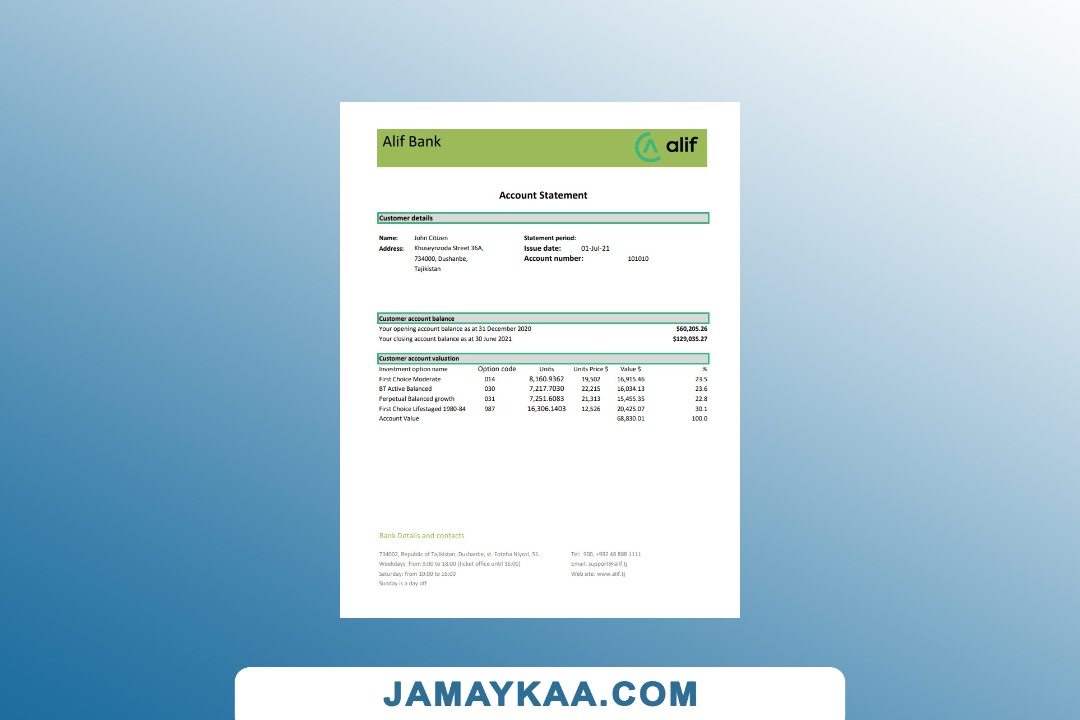 Alif Bank
alif
Account Statement
Customer details
Name: John Citizen Statement period:
Address: Khuseynzoda Street 36A, Issue date: 01-Jul-21
734000, Dushanbe, Account number: 101010
Tajikistan
Customer account balance
Your opening account balance as at 31 December 2020 $60,205.26
Your closing account balance as at 30 June 2021 $129,035.27
Customer account valuation
Investment option name Option code Units Units Price $ Value $ %
First Choice Moderate 014 8,160.9362 19,502 16,915.46 23.5
BT Active Balanced 030 7,217.7030 22,215 16,034.13 23.6
Perpetual Balanced growth 031 7,251.6083 21,313 15,455.35 22.8
First Choice Lifestaged 1980-84 987 16,306.1403 12,526 20,425.07 30.1
Account Value 68,830.01 100.0
Bank Details and contacts
734002, Republic of Tajikistan, Dushanbe, st. Foteha Niyozi, 51. Tel: 900, +992 48 888 1111
Weekdays: from 9:00 to 18:00 (ticket office until 16:00) Email: support@alif.tj
Saturday: from 10:00 to 16:00 Web site: www.alif.tj
Sunday is a day off
JAMAYKAA.COM